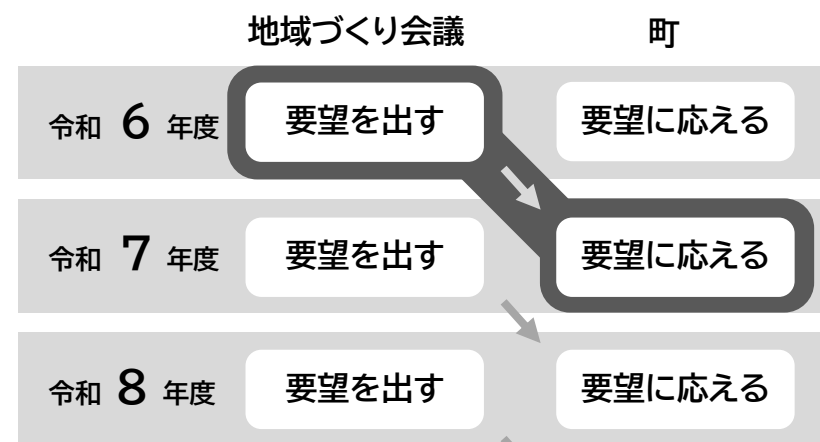 地域づくり会議 町
令和 6 年度 要望を出す 要望に応える
令和 7 年度 要望を出す 要望に応える
令和 8 年度 要望を出す 要望に応える